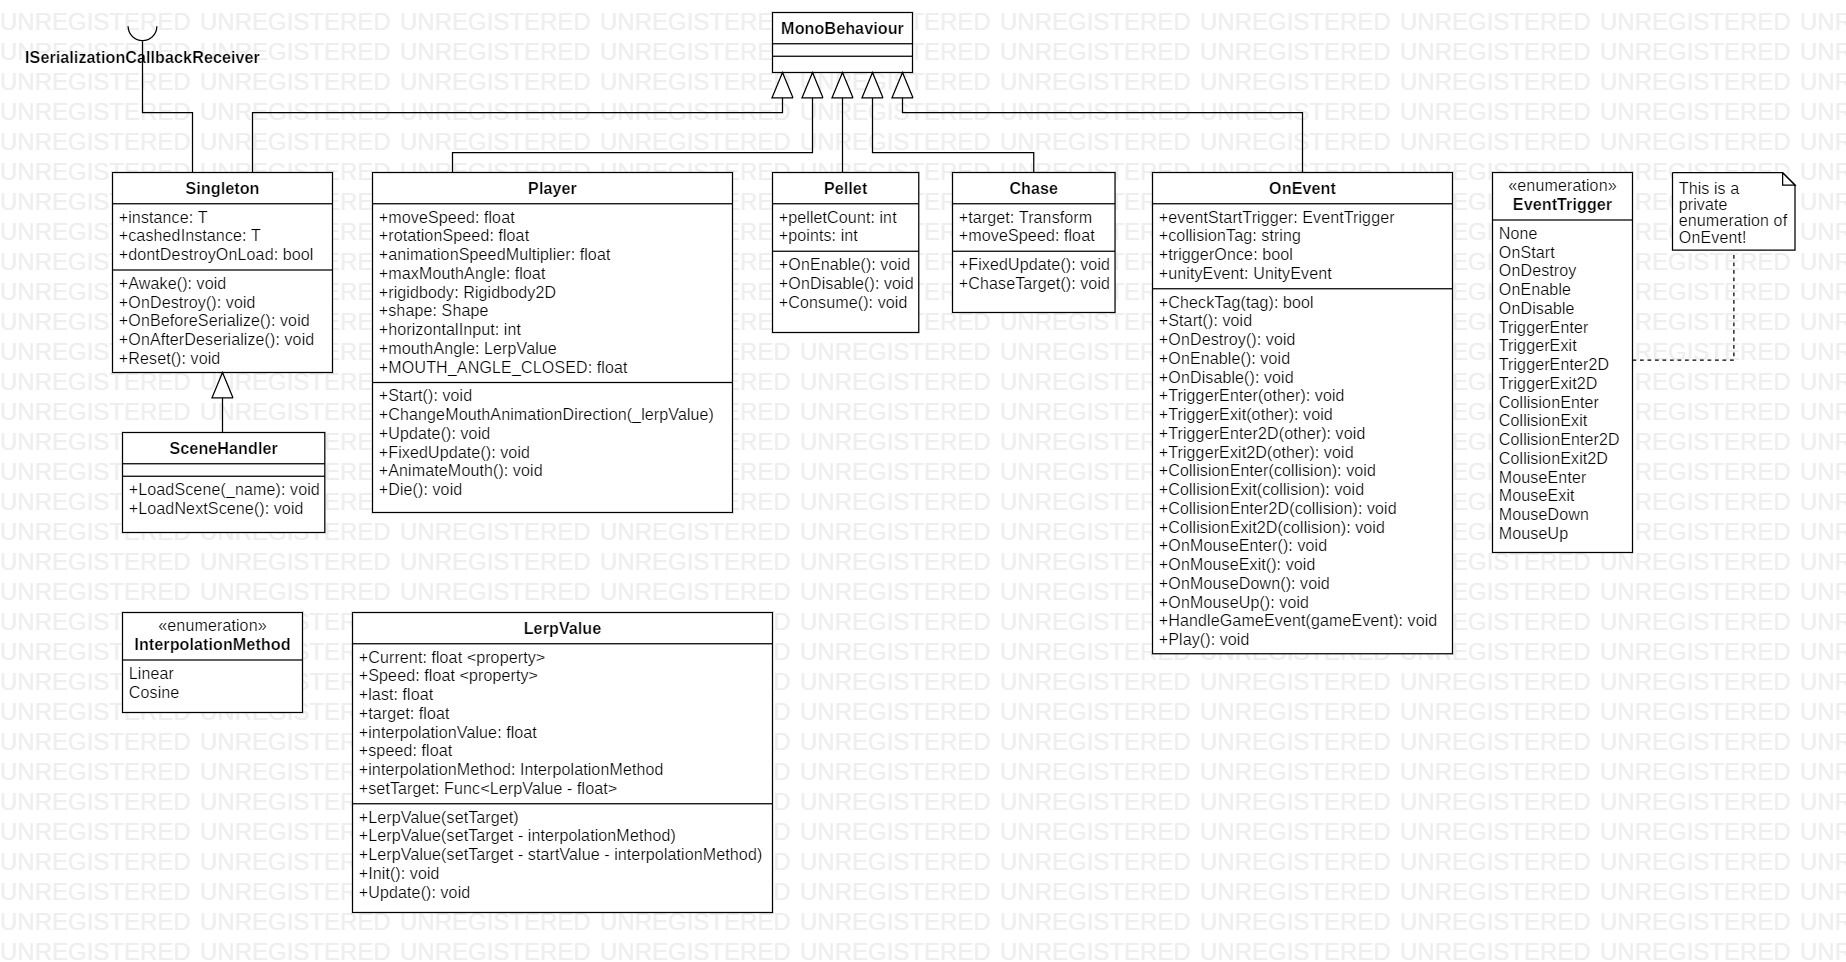 ISerializationCallbackReceiver
MonoBehaviour
Singleton
+instance: T
+cashedInstance: T
+dontDestroyOnLoad: bool
+Awake(): void
+OnDestroy(): void
+OnBeforeSerialize(): void
+OnAfterDeserialize(): void
+Reset(): void
Player
+moveSpeed: float
+rotationSpeed: float
+animationSpeedMultiplier: float
+maxMouthAngle: float
+rigidbody: Rigidbody2D
+shape: Shape
+horizontalInput: int
+mouthAngle: LerpValue
+MOUTH_ANGLE_CLOSED: float
+Start(): void
+ChangeMouthAnimationDirection(_lerpValue)
+Update(): void
+FixedUpdate(): void
+AnimateMouth(): void
+Die(): void
Pellet
+pelletCount: int
+points: int
+OnEnable(): void
+OnDisable(): void
+Consume(): void
Chase
+target: Transform
+moveSpeed: float
+FixedUpdate(): void
+ChaseTarget(): void
OnEvent
+eventStartTrigger: EventTrigger
+collisionTag: string
+triggerOnce: bool
+unityEvent: UnityEvent
+CheckTag(tag): bool
+Start(): void
+OnDestroy(): void
+OnEnable(): void
+OnDisable(): void
+TriggerEnter(other): void
+TriggerExit(other): void
+TriggerEnter2D(other): void
+TriggerExit2D(other): void
+CollisionEnter(collision): void
+CollisionExit(collision): void
+CollisionEnter2D(collision): void
+CollisionExit2D(collision): void
+OnMouseEnter(): void
+OnMouseExit(): void
+OnMouseDown(): void
+OnMouseUp(): void
+HandleGameEvent(gameEvent): void
+Play(): void
«enumeration»
EventTrigger
None
OnStart
OnDestroy
OnEnable
OnDisable
TriggerEnter
TriggerExit
TriggerEnter2D
TriggerExit2D
CollisionEnter
CollisionExit
CollisionEnter2D
CollisionExit2D
MouseEnter
MouseExit
MouseDown
MouseUp
This is a
private
enumeration of
OnEvent!
SceneHandler
+LoadScene(_name): void
+LoadNextScene(): void
«enumeration»
InterpolationMethod
Linear
Cosine
LerpValue
+Current: float <property>
+Speed: float <property>
+last: float
+target: float
+interpolationValue: float
+speed: float
+interpolationMethod: InterpolationMethod
+setTarget: Func<LerpValue - float>
+LerpValue(setTarget)
+LerpValue(setTarget - interpolationMethod)
+LerpValue(setTarget - startValue - interpolationMethod)
+Init(): void
+Update(): void
UNREGISTERED